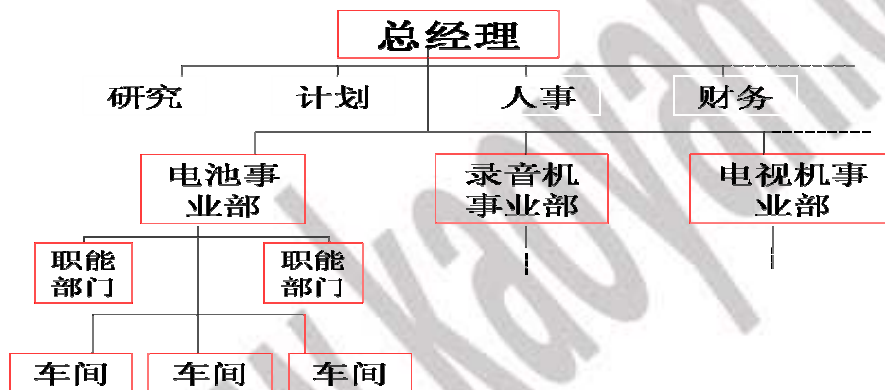 总经理
研究 计划 人事 财务
电池事
业部
录音机
事业部
电视机事
业部
职能
部门
职能
部门
车间 车间 车间